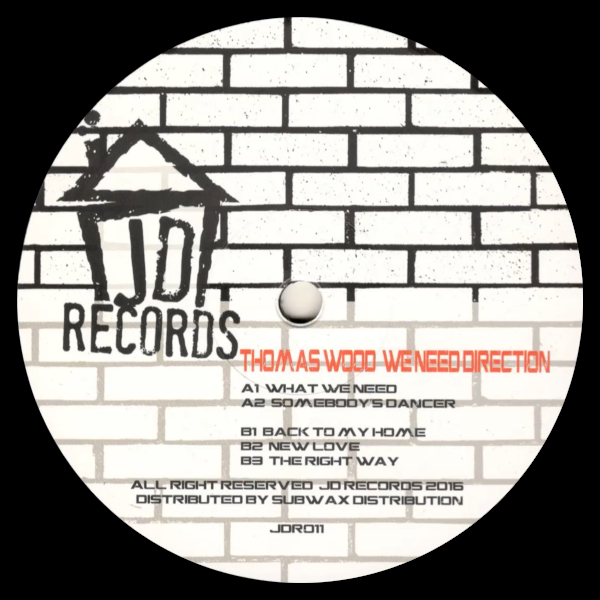 JD
RECORDS
THOMAS WOOD WE NEED DIRECTION
A1 WHAT WE NEED
A2 SOMEBODY'S DANCER
B1 BACK TO MY HOME
B2 NEW LOVE
B3 THE RIGHT WAY
ALL RIGHT RESERVED JD RECORDS 2016
DISTRIBUTED BY SUBWAX DISTRIBUTION
JDR011